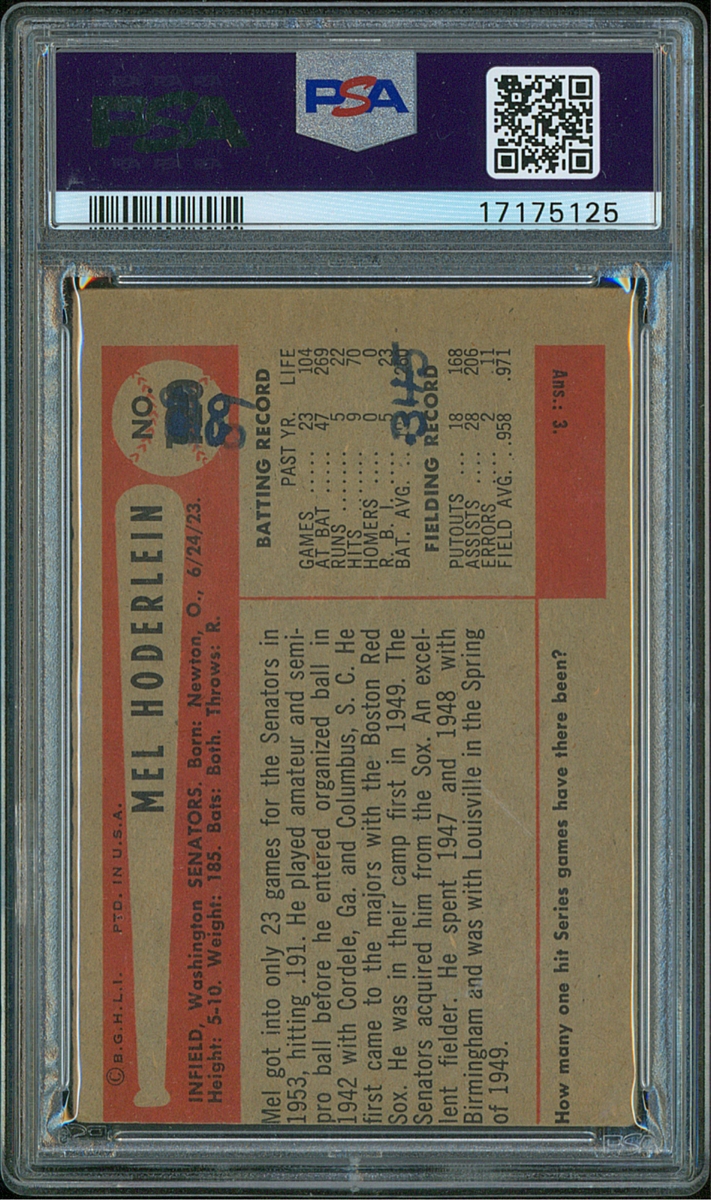 PSA
PSA
17175125
© B.G.H.L.I. PTD. IN U.S.A.
MEL HODERLEIN
NO.
89
INFIELD, Washington SENATORS. Born: Newton, O., 6/24/23.
Height: 5-10. Weight: 185. Bats: Both. Throws: R.
Mel got into only 23 games for the Senators in
1953, hitting .191. He played amateur and semi-
pro ball before he entered organized ball in
1942 with Cordele, Ga. and Columbus, S. C. He
first came to the majors with the Boston Red
Sox. He was in their camp first in 1949. The
Senators acquired him from the Sox. An excel-
lent fielder. He spent 1947 and 1948 with
Birmingham and was with Louisville in the Spring
of 1949.
BATTING RECORD
PAST YR. LIFE
GAMES ...... 23 104
AT BAT ...... 47 269
RUNS ........ 5 22
HITS ........ 9 70
HOMERS ..... 0 0
R. B. I. ...... 5 23
BAT. AVG. ..
345
FIELDING RECORD
PUTOUTS .... 18 168
ASSISTS ..... 28 206
ERRORS ..... 2 11
FIELD AVG. . .958 .971
How many one hit Series games have there been?
Ans.: 3.